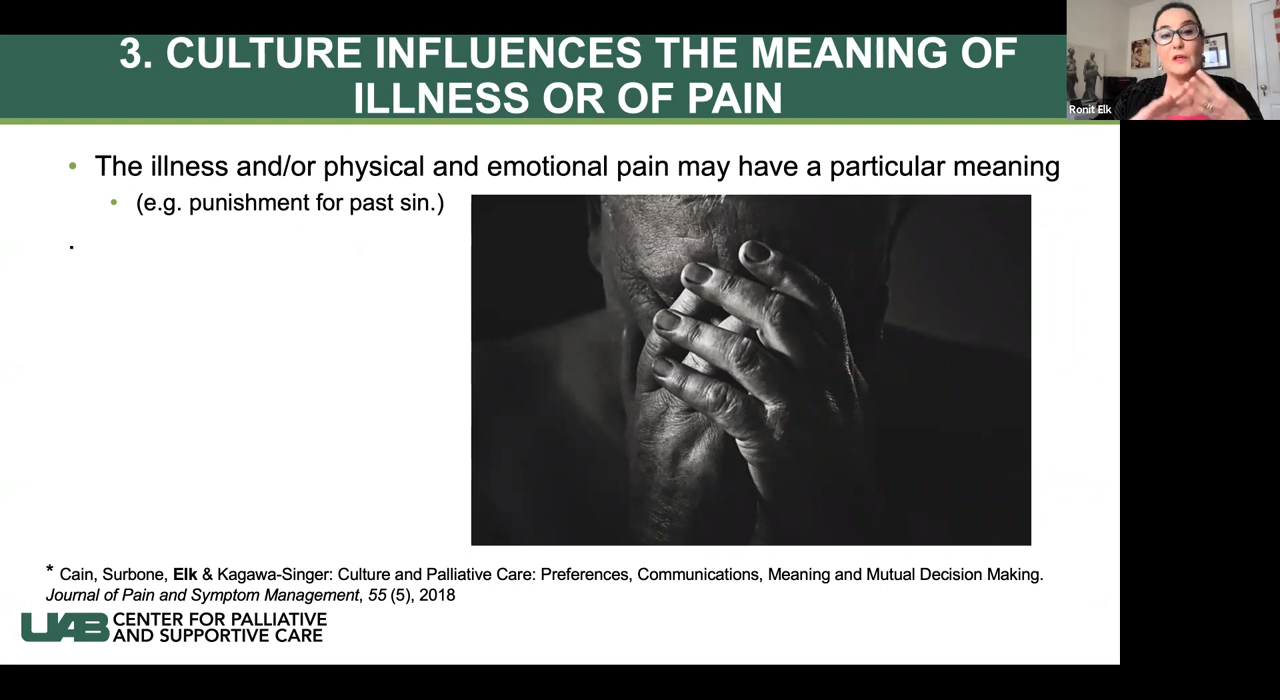 3. CULTURE INFLUENCES THE MEANING OF
ILLNESS OR OF PAIN
Ronit Elk
• The illness and/or physical and emotional pain may have a particular meaning
• (e.g. punishment for past sin.)
.
* Cain, Surbone, Elk & Kagawa-Singer: Culture and Palliative Care: Preferences, Communications, Meaning and Mutual Decision Making.
Journal of Pain and Symptom Management, 55 (5), 2018
UAB CENTER FOR PALLIATIVE
AND SUPPORTIVE CARE